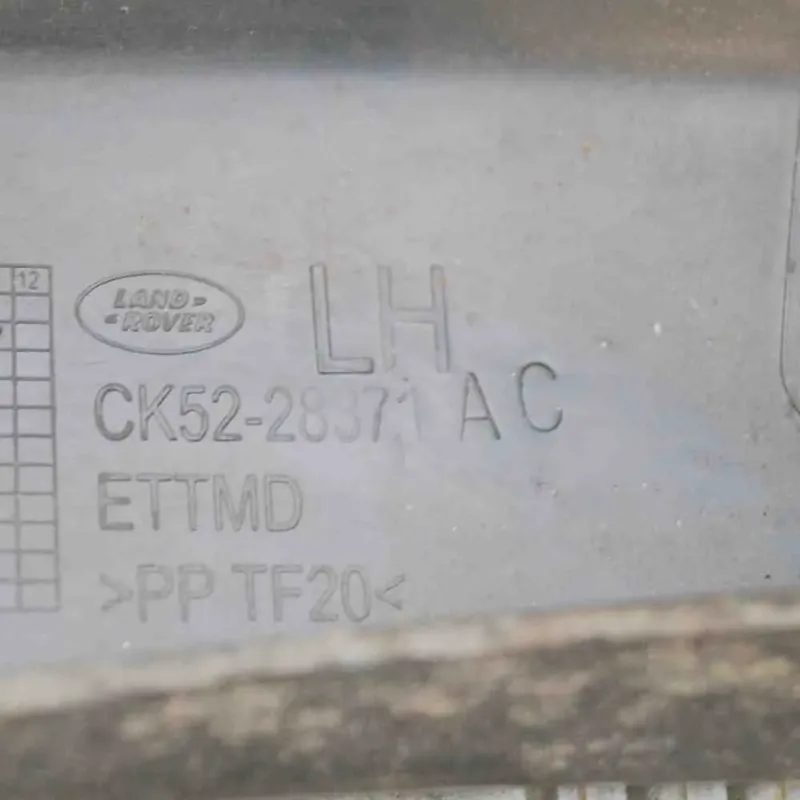 12
LAND-
-ROVER
LH
CK52-28371 AC
ETTMD
>PP TF20<